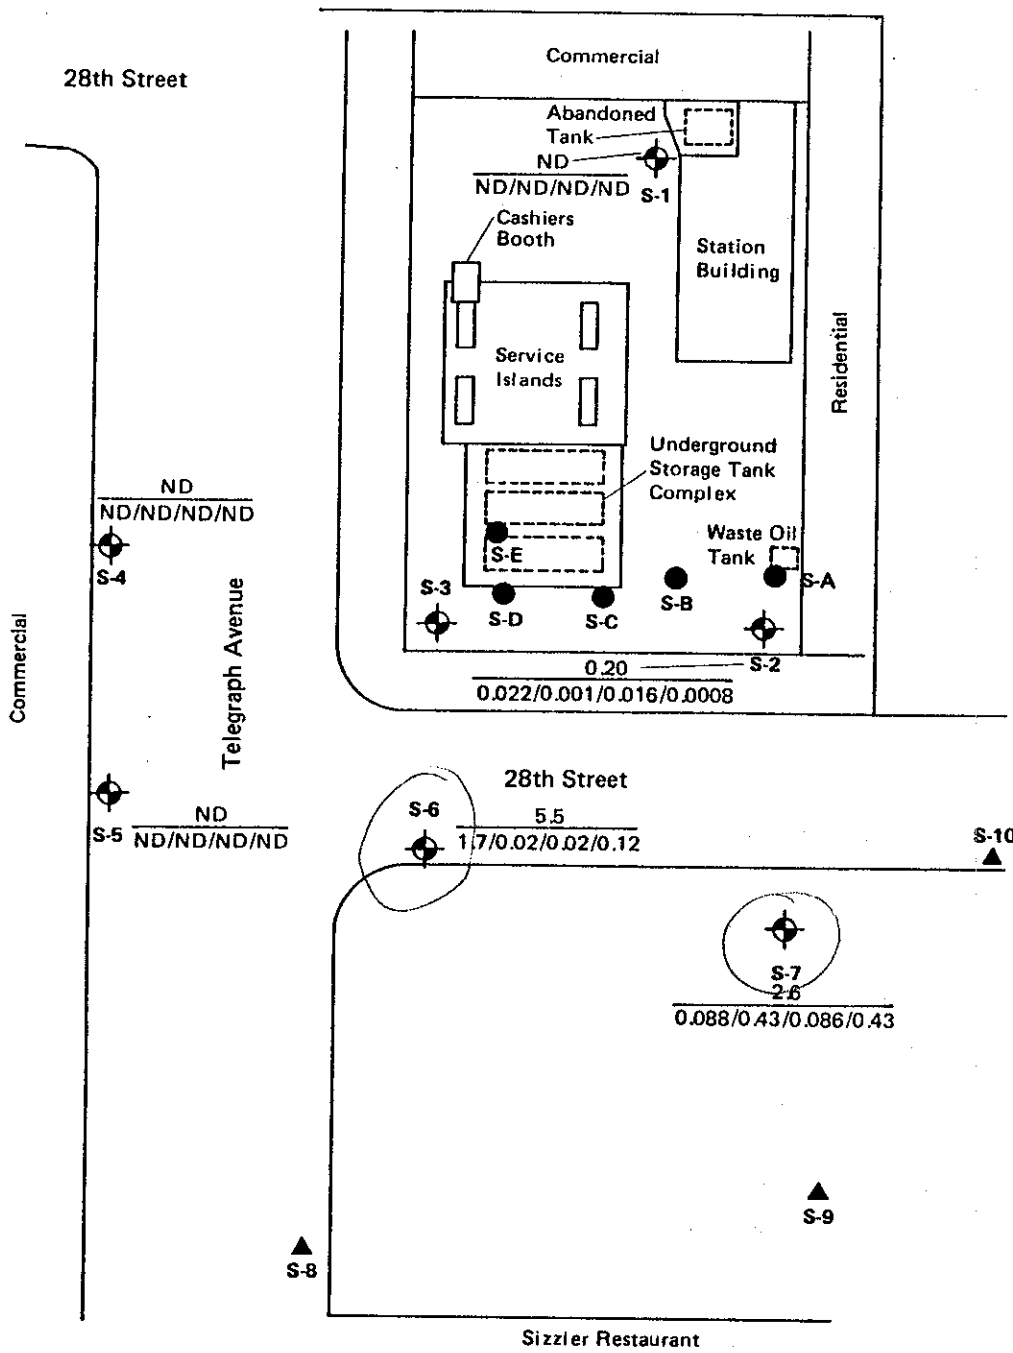 Commercial
28th Street
Abandoned
Tank
ND
ND/ND/ND/ND
S-1
Cashiers
Booth
Station
Building
Service
Islands
Residential
Underground
Storage Tank
Complex
ND
ND/ND/ND/ND
S-4
Waste Oil
Tank
S-E
S-A
S-3
S-B
S-D
S-C
S-2
0.20
0.022/0.001/0.016/0.0008
Commercial
Telegraph Avenue
28th Street
S-6
5.5
1.7/0.02/0.02/0.12
ND
S-5
ND/ND/ND/ND
S-10
S-7
2.6
0.088/0.43/0.086/0.43
S-9
S-8
Sizzler Restaurant